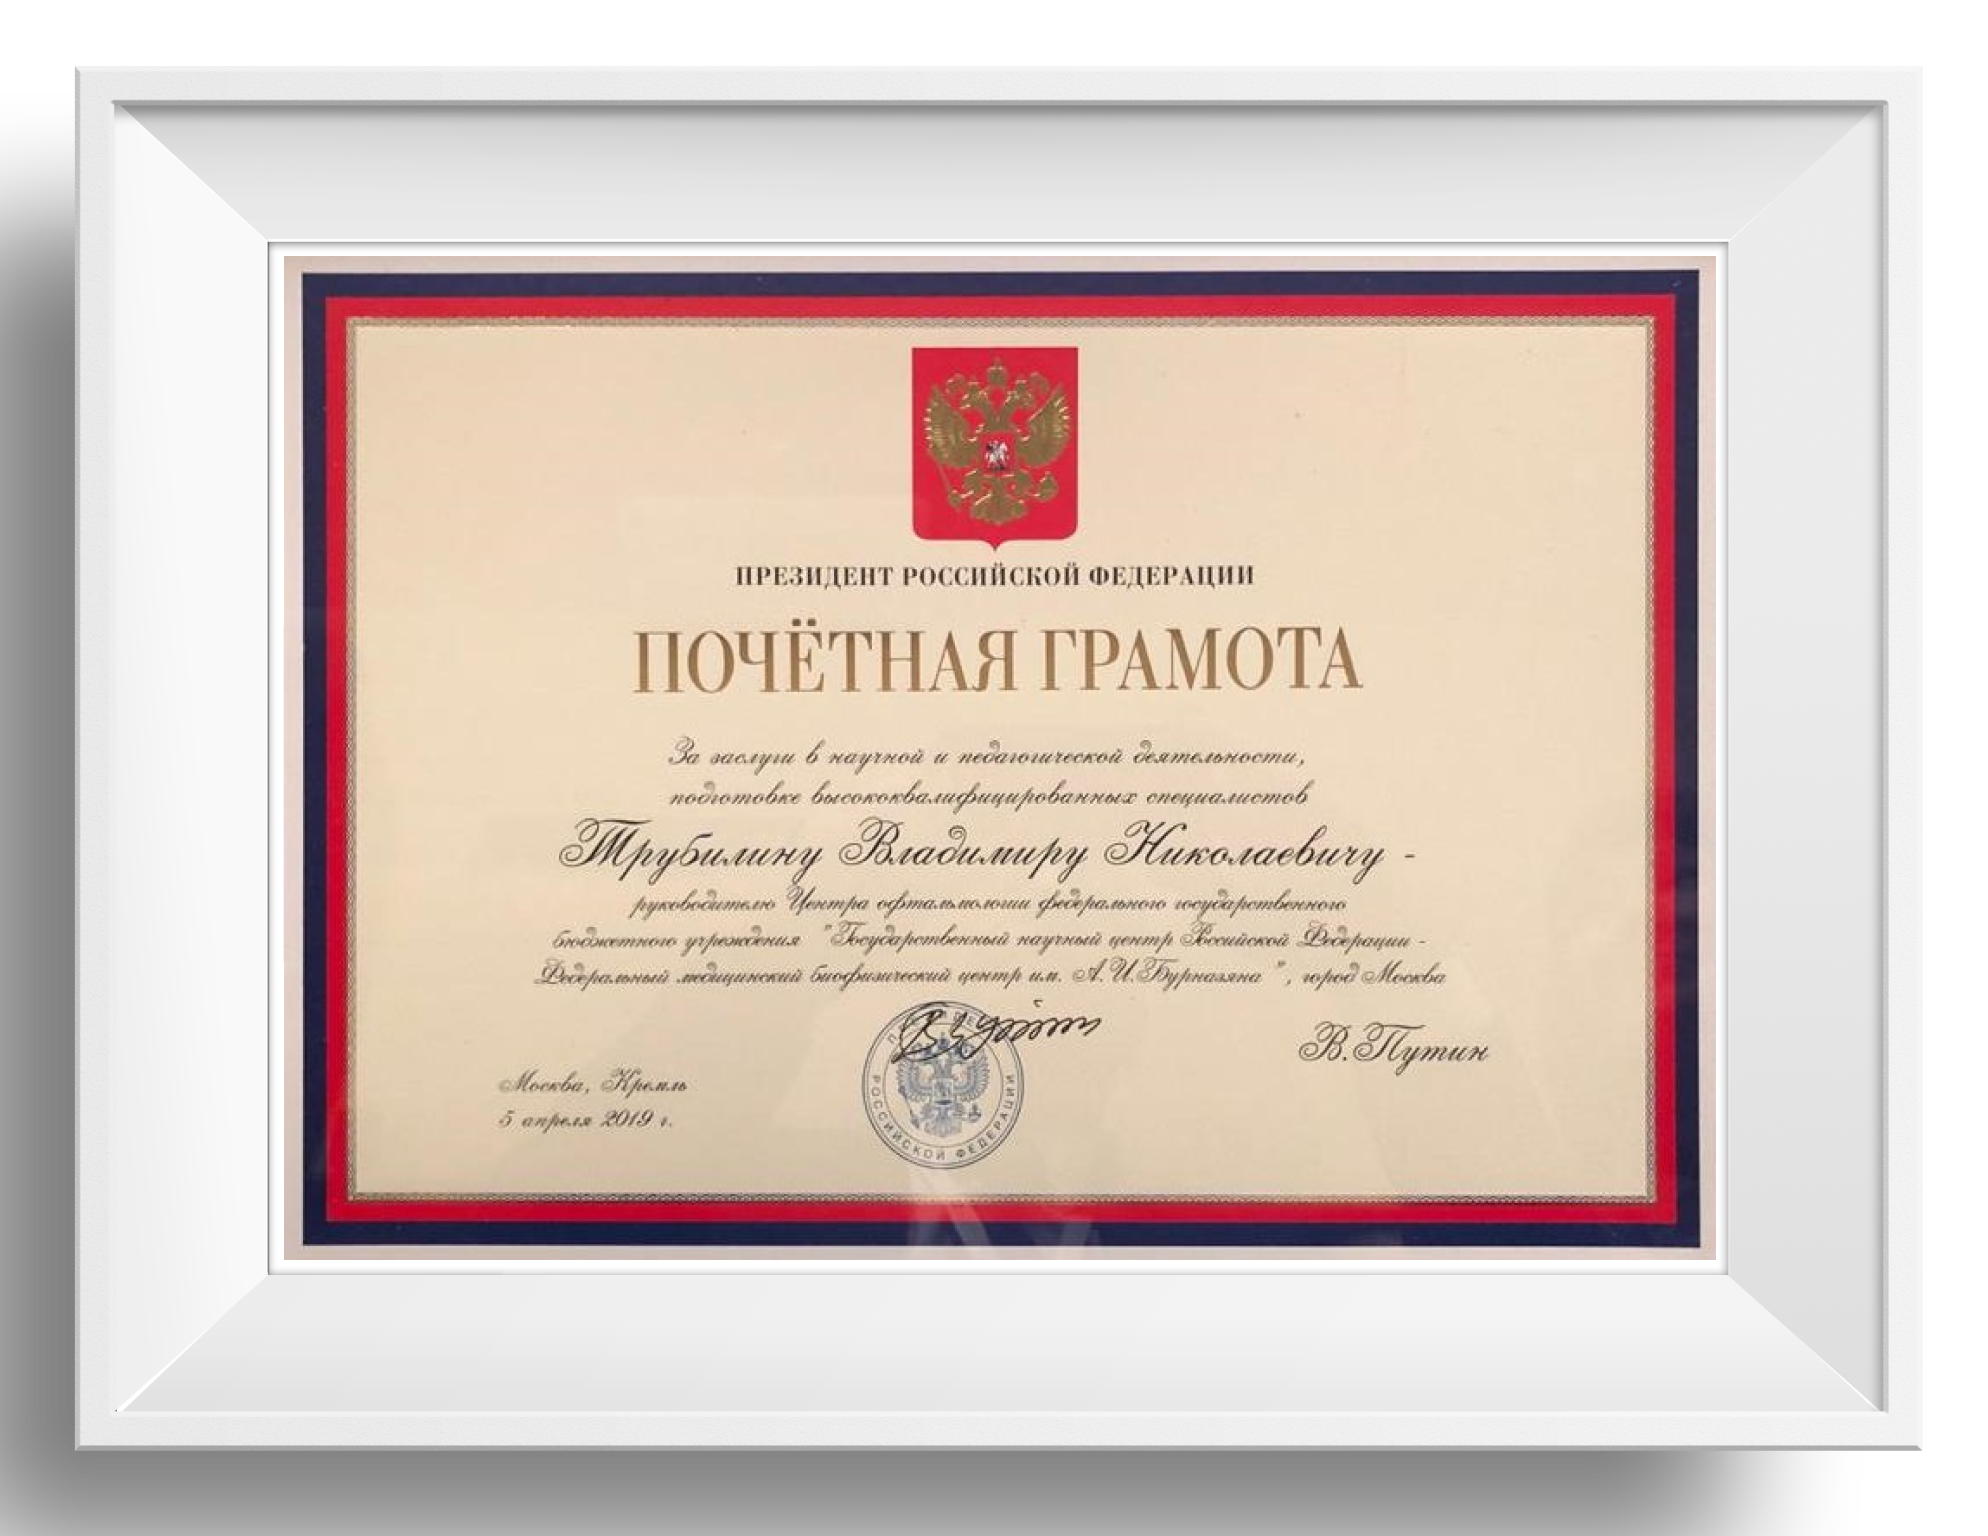 ПРЕЗИДЕНТ РОССИЙСКОЙ ФЕДЕРАЦИИ
ПОЧЁТНАЯ ГРАМОТА
За заслуги в научной и педагогической деятельности,
подготовке высококвалифицированных специалистов
Трубилину Владимиру Николаевичу -
руководителю Центра офтальмологии федерального государственного
бюджетного учреждения "Государственный научный центр Российской Федерации -
Федеральный медицинский биофизический центр им. А.И.Бурназяна", город Москва
В.Путин
Москва, Кремль
5 апреля 2019 г.
РОССИЙСКОЙ ФЕДЕРАЦИИ